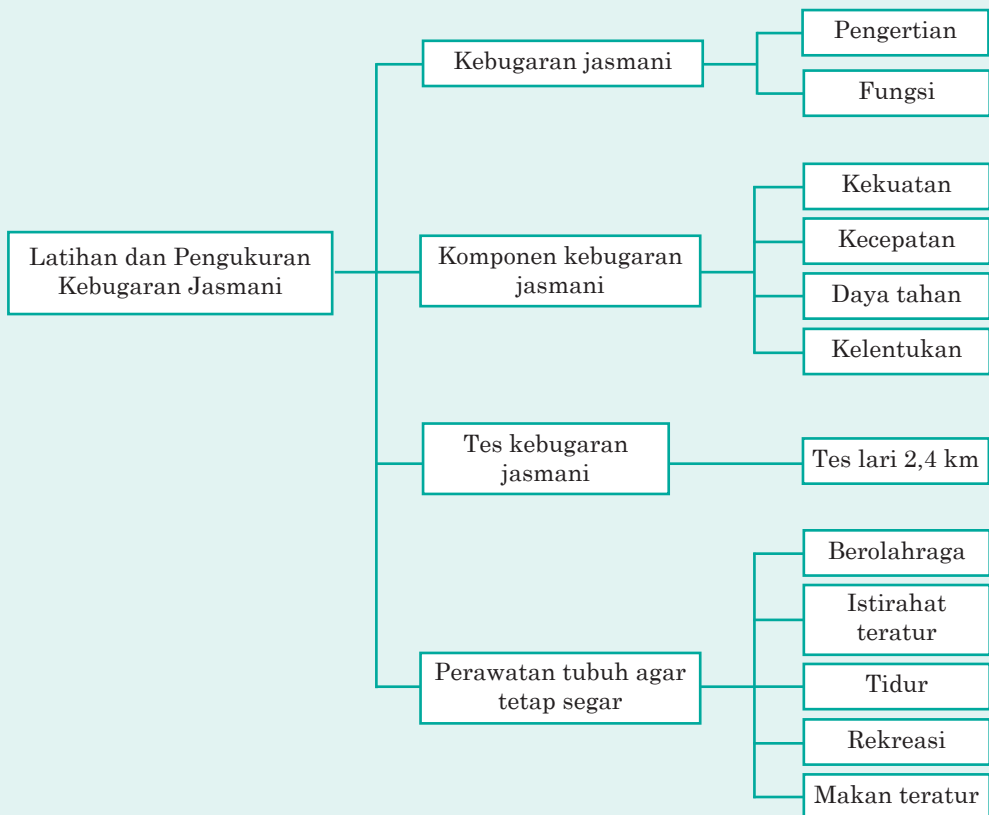 Latihan dan Pengukuran
Kebugaran Jasmani
Kebugaran jasmani
Pengertian
Fungsi
Komponen kebugaran
jasmani
Kekuatan
Kecepatan
Daya tahan
Kelentukan
Tes kebugaran
jasmani
Tes lari 2,4 km
Perawatan tubuh agar
tetap segar
Berolahraga
Istirahat
teratur
Tidur
Rekreasi
Makan teratur